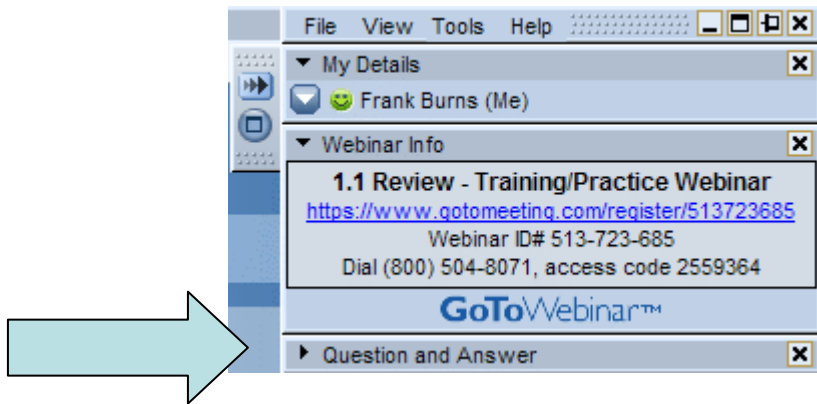 File View Tools Help
My Details
Frank Burns (Me)
Webinar Info
1.1 Review - Training/Practice Webinar
https://www.gotomeeting.com/register/513723685
Webinar ID# 513-723-685
Dial (800) 504-8071, access code 2559364
GoToWebinar™
Question and Answer